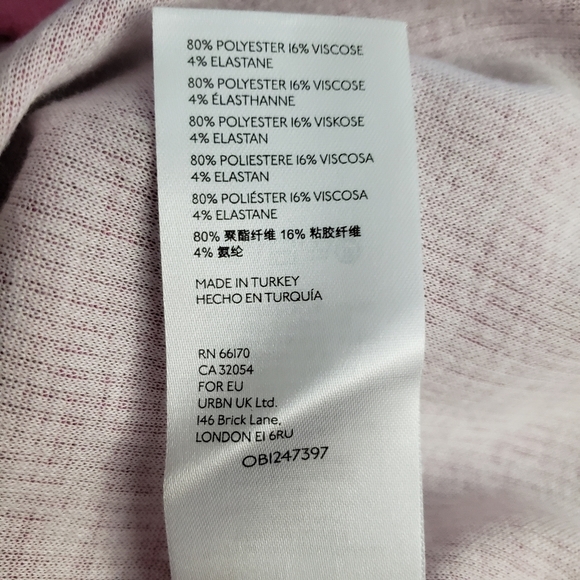 80% POLYESTER 16% VISCOSE
4% ELASTANE
80% POLYESTER 16% VISCOSE
4% ÉLASTHANNE
80% POLYESTER 16% VISKOSE
4% ELASTAN
80% POLIESTERE 16% VISCOSA
4% ELASTAN
80% POLIÉSTER 16% VISCOSA
4% ELASTANE
80% 聚酯纤维 16% 粘胶纤维
4% 氨纶
MADE IN TURKEY
HECHO EN TURQUÍA
RN 66170
CA 32054
FOR EU
URBN UK Ltd.
146 Brick Lane,
LONDON E1 6RU
OB1247397